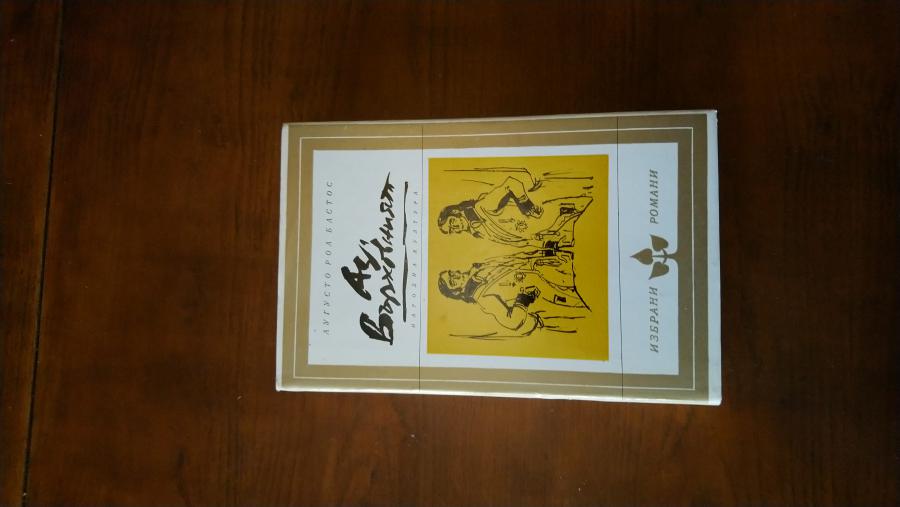 АУГУСТО РОА БАСТОС
Аз,
Върховният
НАРОДНА КУЛТУРА
ИЗБРАНИ РОМАНИ